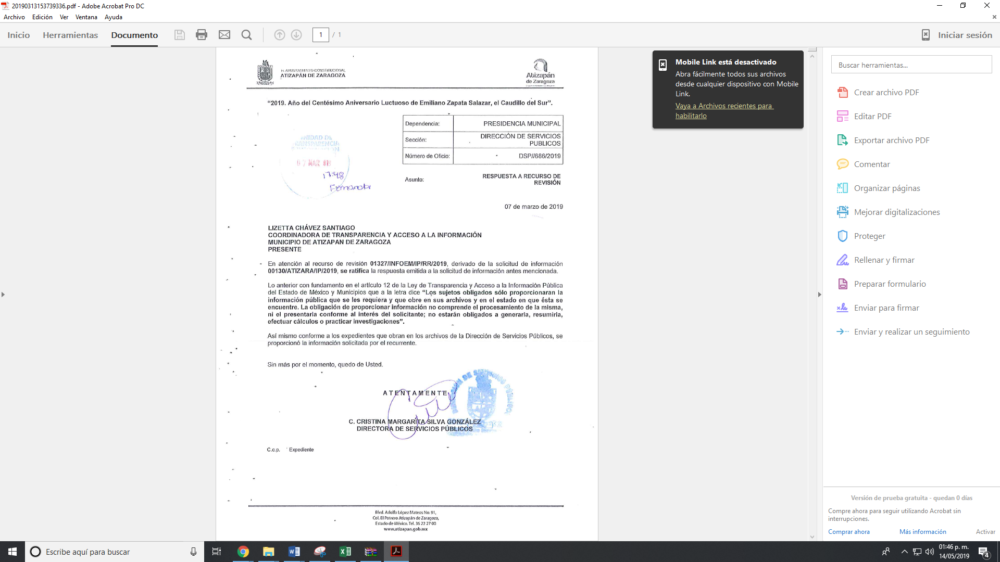 20190313153739336.pdf - Adobe Acrobat Pro DC
Archivo Edición Ver Ventana Ayuda
Inicio Herramientas Documento 1 / 1 Iniciar sesión
H. AYUNTAMIENTO CONSTITUCIONAL
ATIZAPÁN DE ZARAGOZA
Atizapán
de Zaragoza
“2019. Año del Centésimo Aniversario Luctuoso de Emiliano Zapata Salazar, el Caudillo del Sur”.
UNIDAD DE
TRANSPARENCIA
07 MAR 019
17:48
Dependencia: PRESIDENCIA MUNICIPAL
Sección: DIRECCIÓN DE SERVICIOS
PUBLICOS
Número de Oficio: DSP//686/2019
Asunto: RESPUESTA A RECURSO DE
REVISIÓN
07 de marzo de 2019
LIZETTA CHÁVEZ SANTIAGO
COORDINADORA DE TRANSPARENCIA Y ACCESO A LA INFORMACIÓN
MUNICIPIO DE ATIZAPAN DE ZARAGOZA
PRESENTE
En atención al recurso de revisión 01327/INFOEM/IP/RR/2019, derivado de la solicitud de información
00130/ATIZARA/IP/2019, se ratifica la respuesta emitida a la solicitud de información antes mencionada.
Lo anterior con fundamento en el artículo 12 de la Ley de Transparencia y Acceso a la Información Pública
del Estado de México y Municipios que a la letra dice “Los sujetos obligados sólo proporcionaran la
información pública que se les requiera y que obre en sus archivos y en el estado en que ésta se
encuentre. La obligación de proporcionar información no comprende el procesamiento de la misma,
ni el presentarla conforme al interés del solicitante; no estarán obligados a generarla, resumirla,
efectuar cálculos o practicar investigaciones”.
Así mismo conforme a los expedientes que obran en los archivos de la Dirección de Servicios Públicos, se
proporcionó la información solicitada por el recurrente.
Sin más por el momento, quedo de Usted.
ATENTAMENTE
C. CRISTINA MARGARITA SILVA GONZÁLEZ
DIRECTORA DE SERVICIOS PÚBLICOS
C.c.p. Expediente
Blvd. Adolfo López Mateos No. 91,
Col. El Potrero Atizapán de Zaragoza,
Estado de México. Tel. 36 22 27 00
www.atizapan.gob.mx
Mobile Link está desactivado
Abra fácilmente todos sus archivos
desde cualquier dispositivo con Mobile
Link.
Vaya a Archivos recientes para
habilitarlo
Buscar herramientas...
Crear archivo PDF
Editar PDF
Exportar archivo PDF
Comentar
Organizar páginas
Mejorar digitalizaciones
Proteger
Rellenar y firmar
Preparar formulario
Enviar para firmar
Enviar y realizar un seguimiento
Versión de prueba gratuita - quedan 0 días
Compre ahora para seguir utilizando Acrobat sin
interrupciones.
Comprar ahora Más información Activar
Escribe aquí para buscar
01:46 p. m.
14/05/2019
4